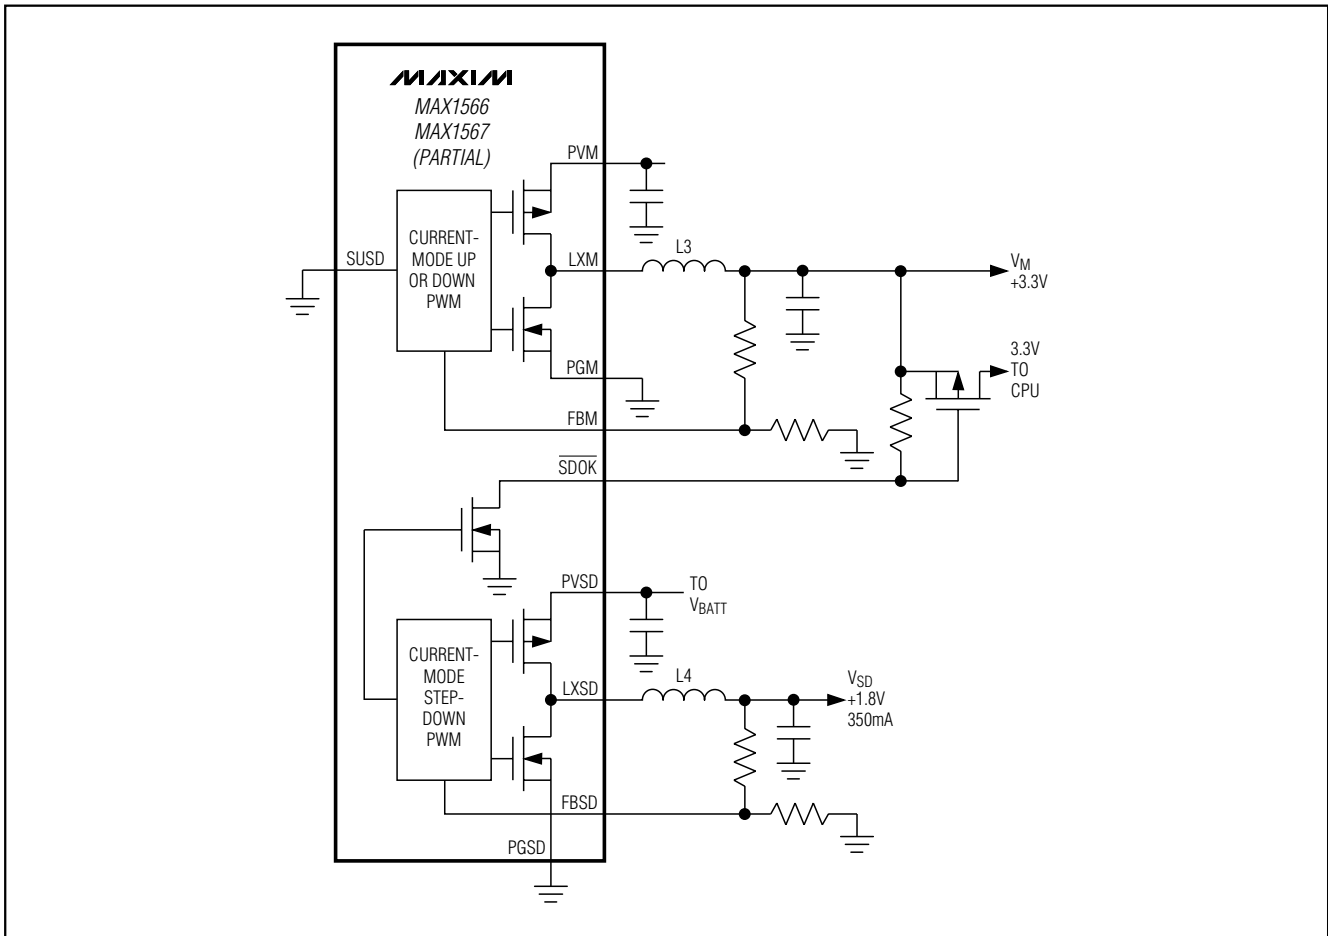 MAXIM
MAX1566
MAX1567
(PARTIAL)
PVM
CURRENT-
MODE UP
OR DOWN
PWM
SUSD
LXM
L3
VM
+3.3V
PGM
3.3V
TO
CPU
FBM
SDOK
PVSD
TO
VBATT
CURRENT-
MODE
STEP-
DOWN
PWM
LXSD
L4
VSD
+1.8V
350mA
FBSD
PGSD